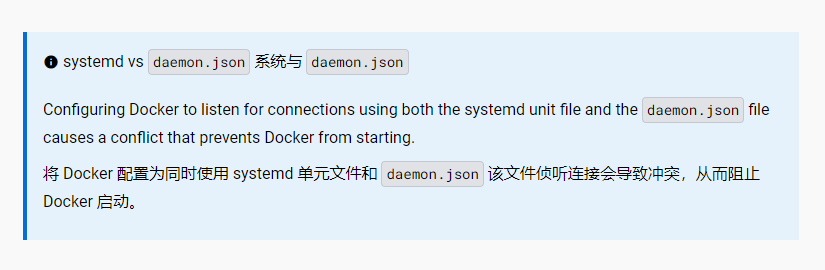 systemd vs daemon.json 系统与 daemon.json
Configuring Docker to listen for connections using both the systemd unit file and the daemon.json file
causes a conflict that prevents Docker from starting.
将 Docker 配置为同时使用 systemd 单元文件和 daemon.json 该文件侦听连接会导致冲突，从而阻止
Docker 启动。